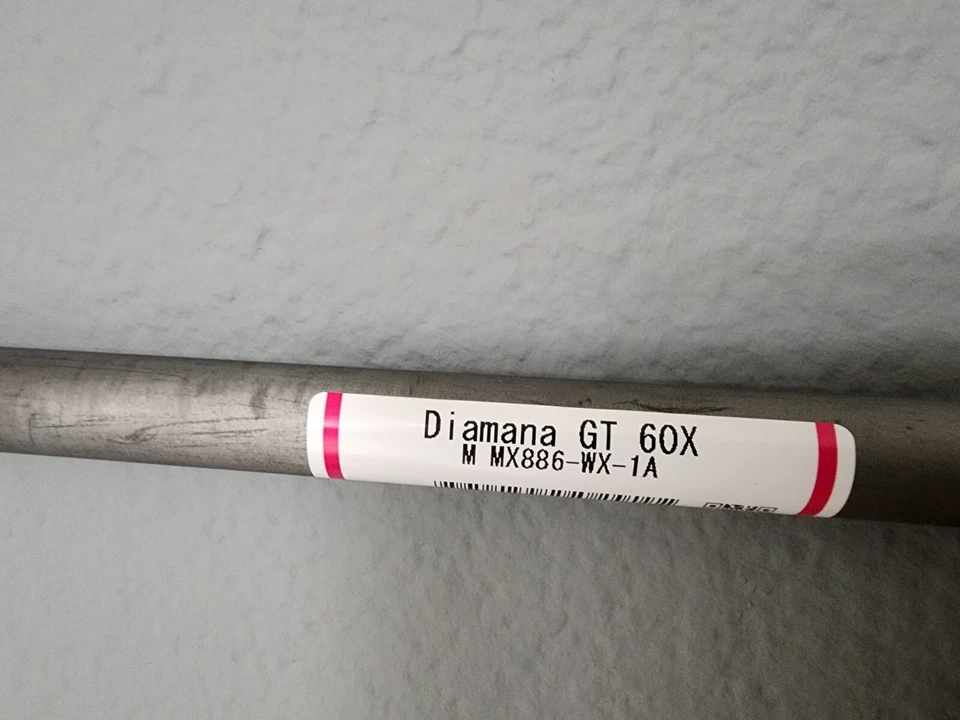 Diamana GT 60X
M MX886-WX-1A